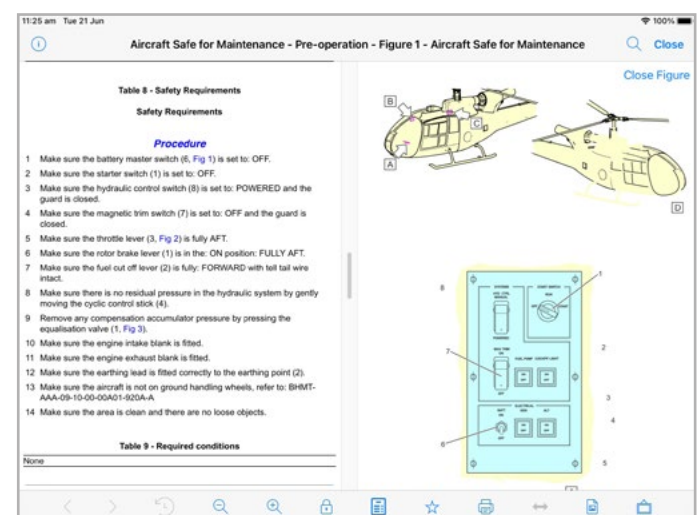 11:25 am Tue 21 Jun
100%
Aircraft Safe for Maintenance - Pre-operation - Figure 1 - Aircraft Safe for Maintenance
Close
Close Figure
Table 8 - Safety Requirements
Safety Requirements
Procedure
1 Make sure the battery master switch (6, Fig 1) is set to: OFF.
2 Make sure the starter switch (1) is set to: OFF.
3 Make sure the hydraulic control switch (8) is set to: POWERED and the
guard is closed.
4 Make sure the magnetic trim switch (7) is set to: OFF and the guard is
closed.
5 Make sure the throttle lever (3, Fig 2) is fully AFT.
6 Make sure the rotor brake lever (1) is in the: ON position: FULLY AFT.
7 Make sure the fuel cut off lever (2) is fully: FORWARD with tell tail wire
intact.
8 Make sure there is no residual pressure in the hydraulic system by gently
moving the cyclic control stick (4).
9 Remove any compensation accumulator pressure by pressing the
equalisation valve (1, Fig 3).
10 Make sure the engine intake blank is fitted.
11 Make sure the engine exhaust blank is fitted.
12 Make sure the earthing lead is fitted correctly to the earthing point (2).
13 Make sure the aircraft is not on ground handling wheels, refer to: BHMT-
AAA-09-10-00-00A01-920A-A
14 Make sure the area is clean and there are no loose objects.
Table 9 - Required conditions
None
B
C
A
D
1
8
POWERED
2
7
FUEL PUMP
OFF
3
4
ELECTRICAL
BATT
ON
OFF
6
5